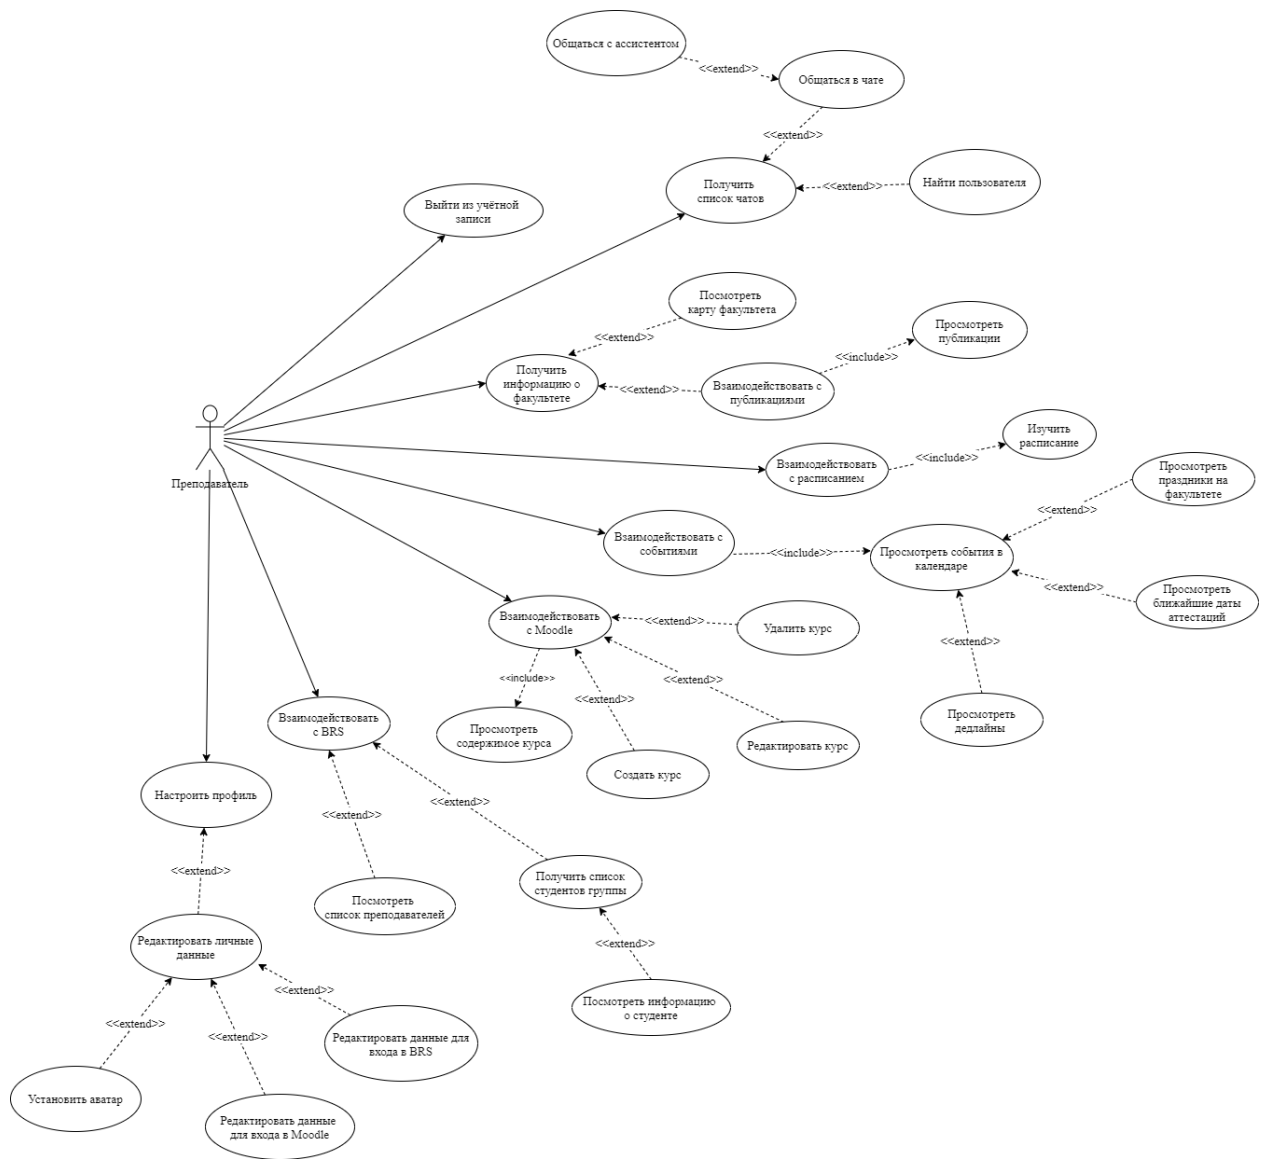 Общаться с ассистентом
<<extend>>
Общаться в чате
<<extend>>
Получить
список чатов
<<extend>>
Найти пользователя
Выйти из учётной
записи
Посмотреть
карту факультета
<<extend>>
Получить
информацию о
факультете
<<extend>>
Взаимодействовать с
публикациями
<<include>>
Просмотреть
публикации
Взаимодействовать
с расписанием
<<include>>
Изучить
расписание
Преподаватель
Взаимодействовать с
событиями
<<include>>
Просмотреть события в
календаре
<<extend>>
Просмотреть
праздники на
факультете
<<extend>>
Просмотреть
ближайшие даты
аттестаций
<<extend>>
Просмотреть
дедлайны
Взаимодействовать
с Moodle
<<extend>>
Удалить курс
<<include>>
Просмотреть
содержимое курса
<<extend>>
Создать курс
<<extend>>
Редактировать курс
Взаимодействовать
с BRS
<<extend>>
Посмотреть
список преподавателей
<<extend>>
Получить список
студентов группы
<<extend>>
Посмотреть информацию
о студенте
Настроить профиль
<<extend>>
Редактировать личные
данные
<<extend>>
Установить аватар
<<extend>>
Редактировать данные
для входа в Moodle
<<extend>>
Редактировать данные для
входа в BRS